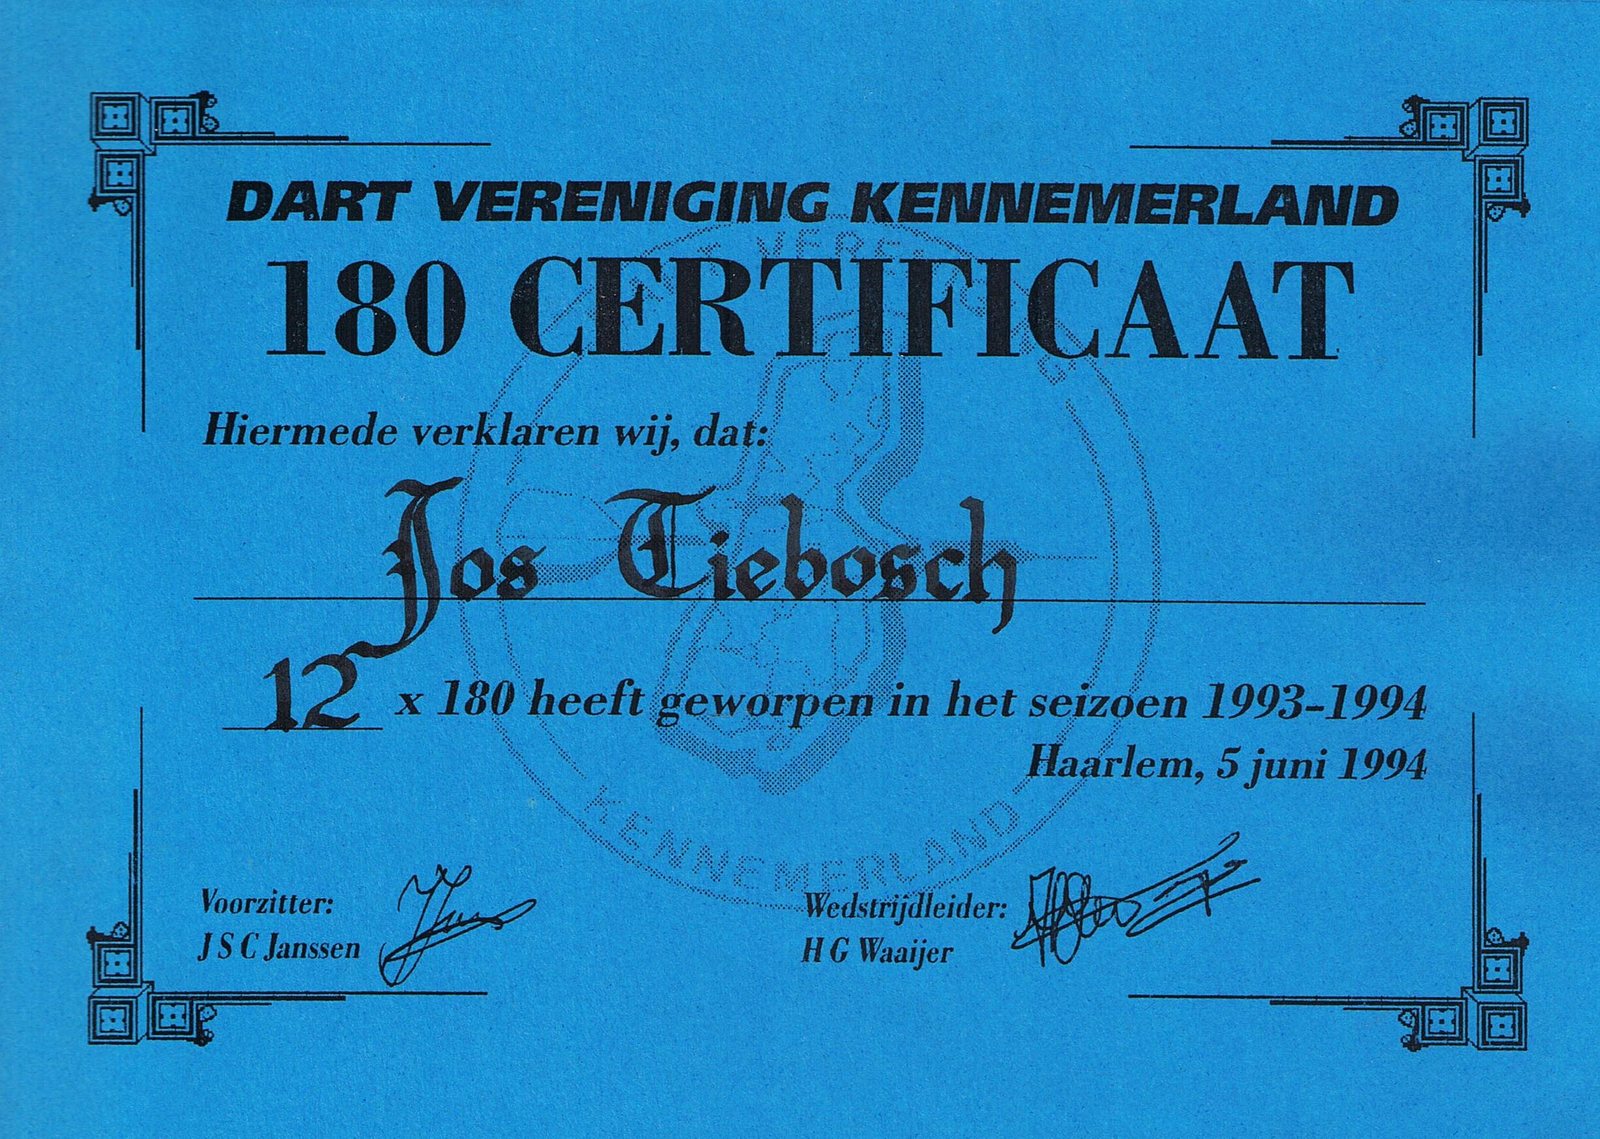 DART VERENIGING KENNEMERLAND
180 CERTIFICAAT
Hiermede verklaren wij, dat:
Jos Tiebosch
12 x 180 heeft geworpen in het seizoen 1993-1994
Haarlem, 5 juni 1994
KENNEMERLAND
Voorzitter:
J S C Janssen
Wedstrijdleider:
H G Waaijer